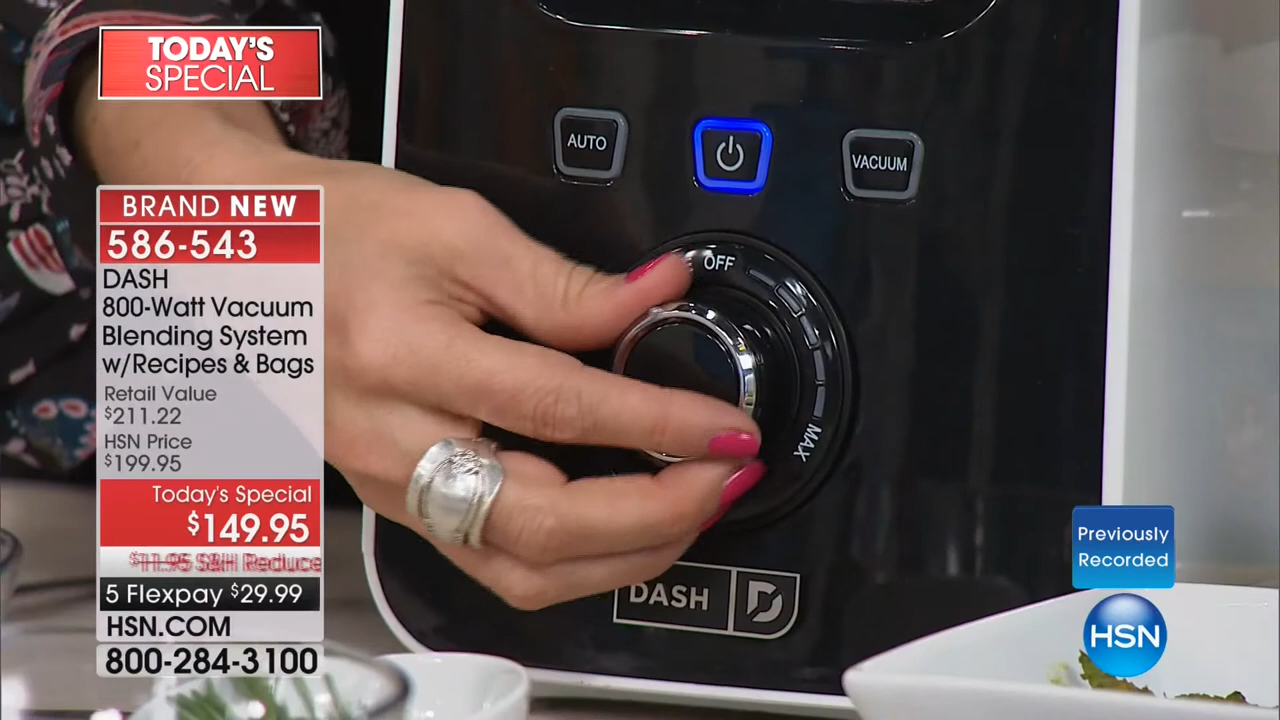 TODAY'S
SPECIAL
BRAND NEW
586-543
DASH
800-Watt Vacuum
Blending System
w/Recipes & Bags
Retail Value
$211.22
HSN Price
$199.95
Today's Special
$149.95
$11.95 S&H Reduce
5 Flexpay $29.99
HSN.COM
800-284-3100
AUTO
VACUUM
OFF
MAX
DASH D
Previously
Recorded
HSN